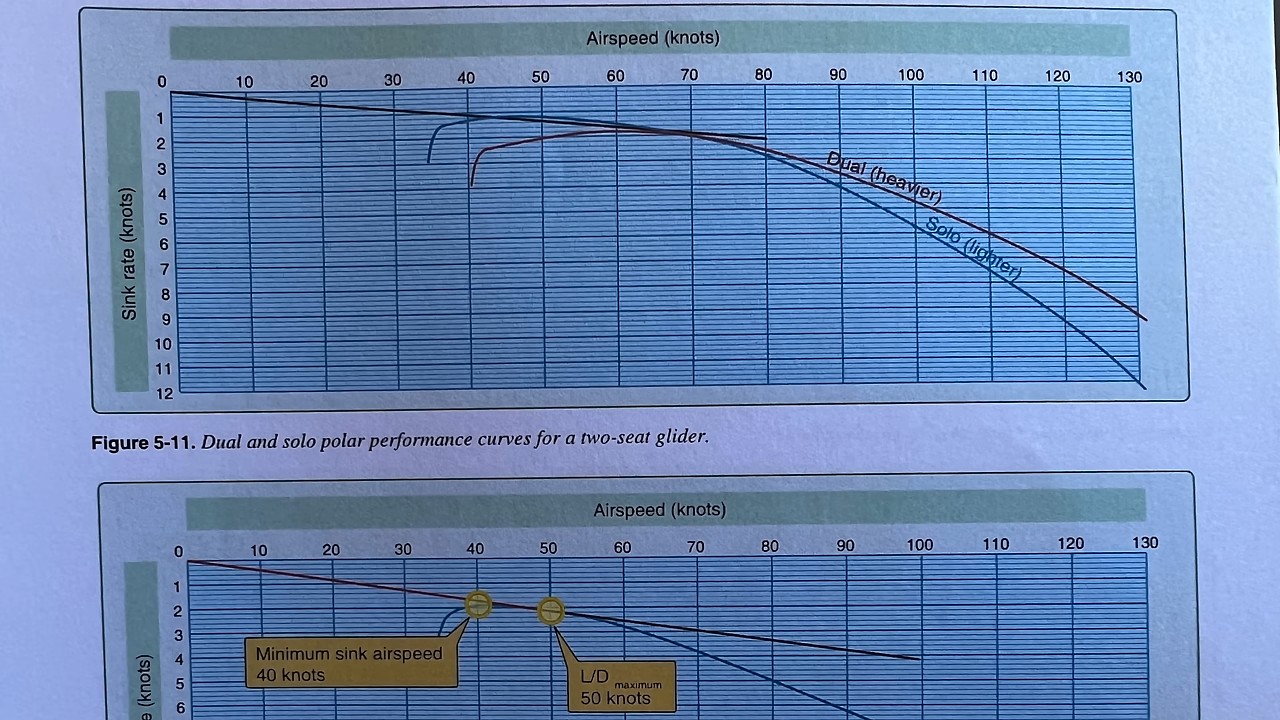 Airspeed (knots)
0 10 20 30 40 50 60 70 80 90 100 110 120 130
1
2
3
4
5
6
7
8
9
10
11
12
Sink rate (knots)
Dual (heavier)
Solo (lighter)
Figure 5-11. Dual and solo polar performance curves for a two-seat glider.
Airspeed (knots)
0 10 20 30 40 50 60 70 80 90 100 110 120 130
1
2
3
4
5
6
(knots)
Minimum sink airspeed
40 knots
L/D maximum
50 knots